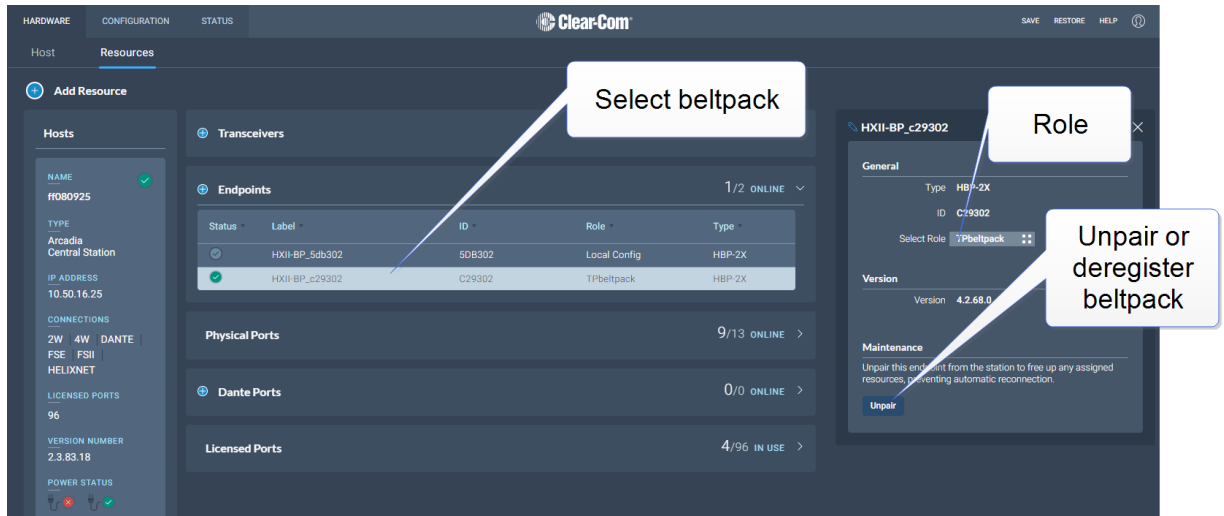 HARDWARE CONFIGURATION STATUS Clear-Com SAVE RESTORE HELP
Host Resources
Add Resource
Select beltpack
Role
Unpair or
deregister
beltpack
Hosts
NAME
ff080925
TYPE
Arcadia
Central Station
IP ADDRESS
10.50.16.25
CONNECTIONS
2W 4W DANTE
FSE FSII
HELIXNET
LICENSED PORTS
96
VERSION NUMBER
2.3.83.18
POWER STATUS
Transceivers
Endpoints 1/2 ONLINE
Status Label ID Role Type
HXII-BP_5db302 5DB302 Local Config HBP-2X
HXII-BP_c29302 C29302 TPbeltpack HBP-2X
Physical Ports 9/13 ONLINE
Dante Ports 0/0 ONLINE
Licensed Ports 4/96 IN USE
HXII-BP_c29302
General
Type HBP-2X
ID C29302
Select Role TPbeltpack
Version
Version 4.2.68.0
Maintenance
Unpair this endpoint from the station to free up any assigned
resources, preventing automatic reconnection.
Unpair